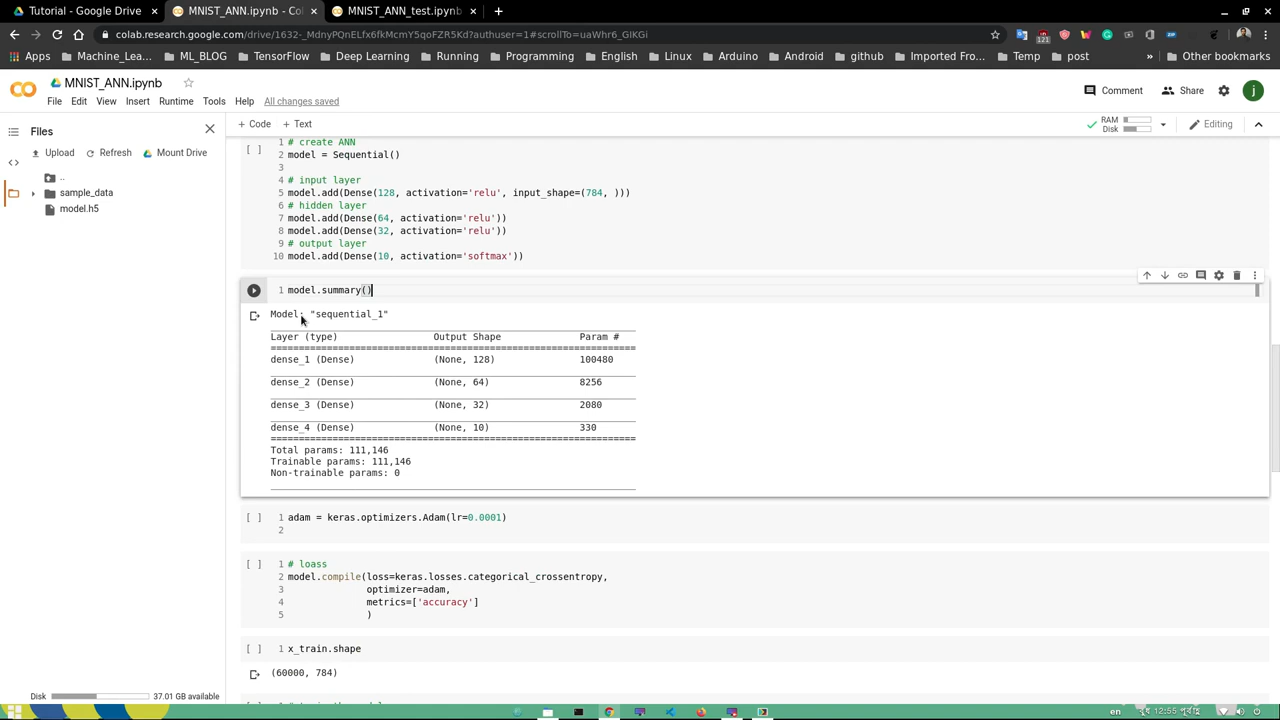 Tutorial - Google Drive
MNIST_ANN.ipynb - Col
MNIST_ANN_test.ipynb
colab.research.google.com/drive/1632-_MdnyPQnELfx6fkMcmY5qoFZR5Kd?authuser=1#scrollTo=uaWhr6_GIKGi
121
Apps Machine_Lea... ML_BLOG TensorFlow Deep Learning Running Programming English Linux Arduino Android github Imported Fro... Temp post » Other bookmarks
MNIST_ANN.ipynb
Comment Share j
File Edit View Insert Runtime Tools Help All changes saved
+ Code + Text
RAM
Disk
Editing
Files
Upload Refresh Mount Drive
..
sample_data
model.h5
[ ] 1 # create ANN
2 model = Sequential()
3
4 # input layer
5 model.add(Dense(128, activation='relu', input_shape=(784, )))
6 # hidden layer
7 model.add(Dense(64, activation='relu'))
8 model.add(Dense(32, activation='relu'))
9 # output layer
10 model.add(Dense(10, activation='softmax'))
1 model.summary()
Model: "sequential_1"
Layer (type) Output Shape Param #
=================================================================
dense_1 (Dense) (None, 128) 100480
dense_2 (Dense) (None, 64) 8256
dense_3 (Dense) (None, 32) 2080
dense_4 (Dense) (None, 10) 330
=================================================================
Total params: 111,146
Trainable params: 111,146
Non-trainable params: 0
[ ] 1 adam = keras.optimizers.Adam(lr=0.0001)
2
[ ] 1 # loass
2 model.compile(loss=keras.losses.categorical_crossentropy,
3 optimizer=adam,
4 metrics=['accuracy']
5 )
[ ] 1 x_train.shape
(60000, 784)
Disk 37.01 GB available
en 12:55